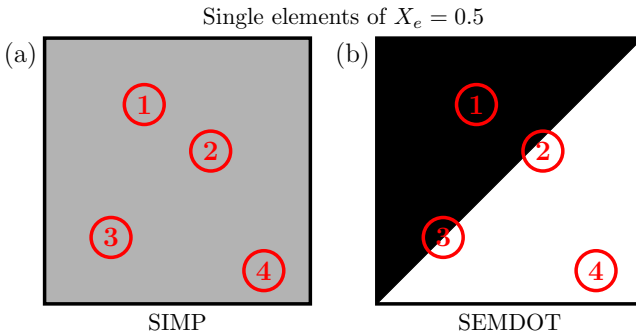 Single elements of $X_e = 0.5$
(a)
1
2
3
4
SIMP
(b)
1
2
3
4
SEMDOT